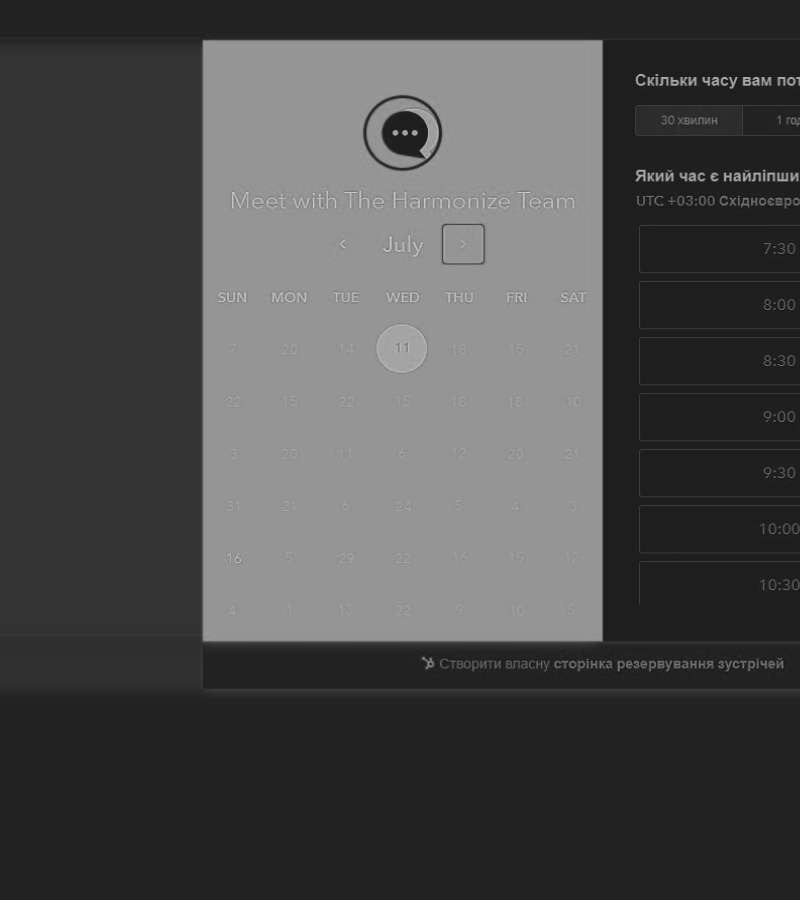 Meet with The Harmonize Team
July
SUN MON TUE WED THU FRI SAT
7 20 14 11 18 15 21
22 15 22 15 18 18 10
3 20 11 6 12 20 21
31 21 6 24 5 4 3
16 5 29 22 16 15 12
4 1 13 22 9 10 5
Скільки часу вам
30 хвилин
1
Який час є
UTC +03:00
7:30
8:00
8:30
9:00
9:30
10:00
10:30
Створити власну сторінка резервування зустрічей